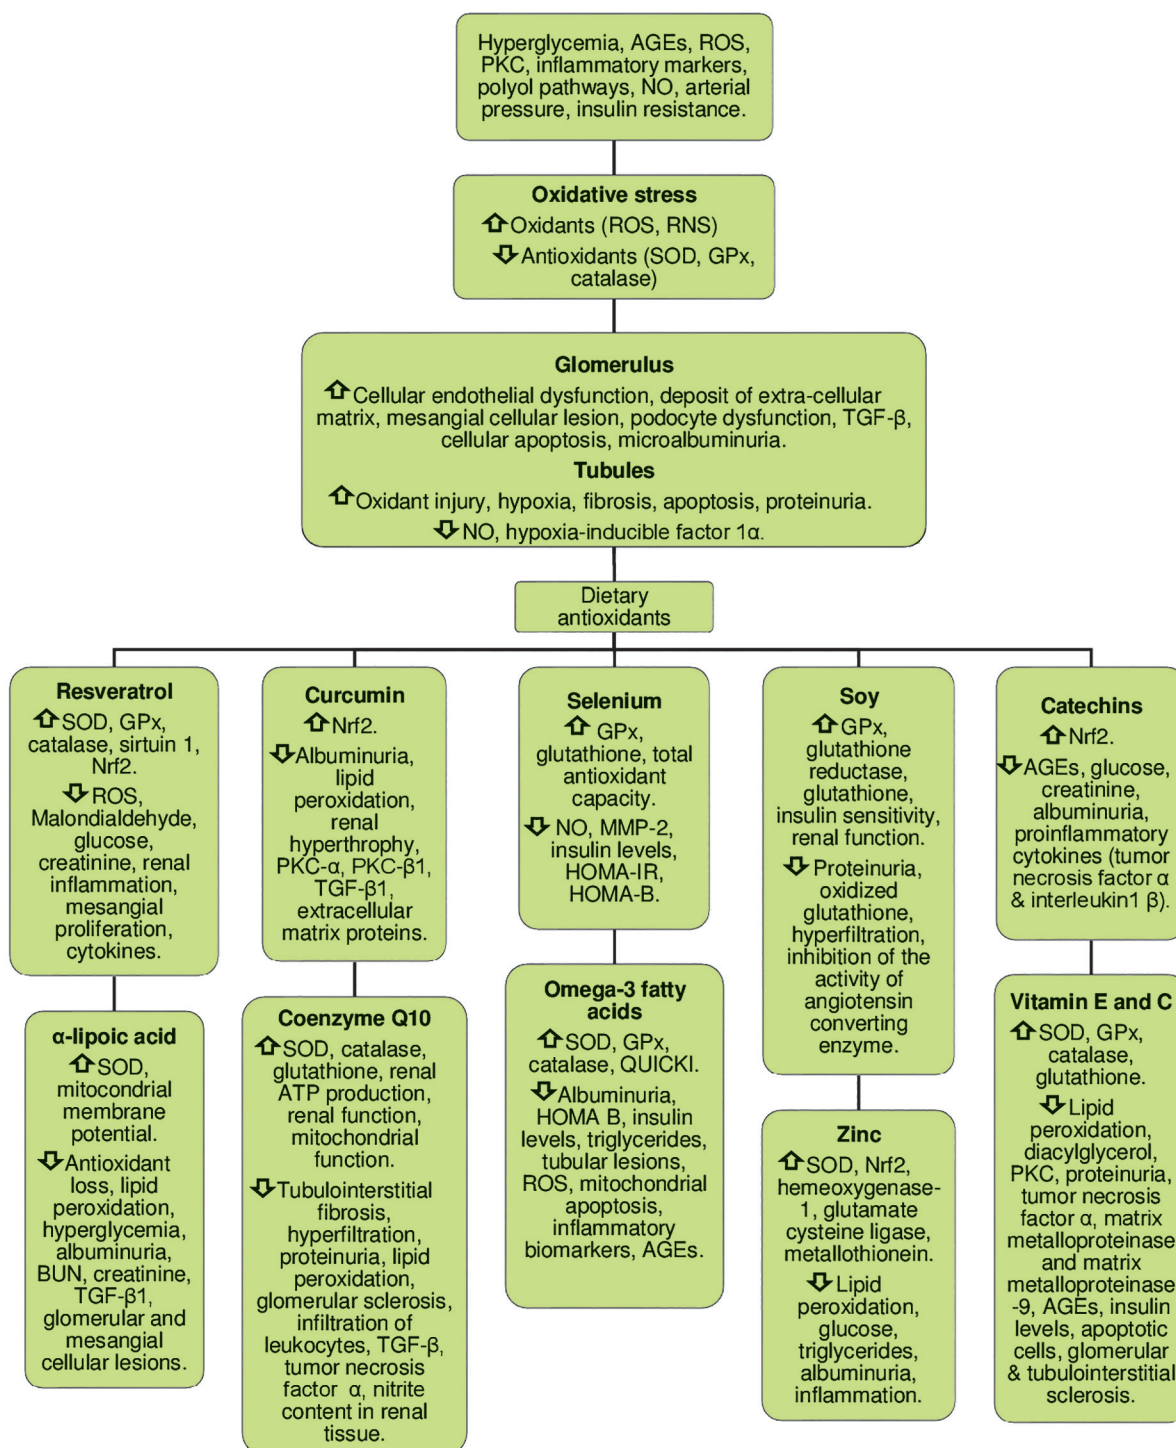 Hyperglycemia, AGEs, ROS,
PKC, inflammatory markers,
polyol pathways, NO, arterial
pressure, insulin resistance.
Oxidative stress
⇧Oxidants (ROS, RNS)
⇩Antioxidants (SOD, GPx,
catalase)
Glomerulus
⇧Cellular endothelial dysfunction, deposit of extra-cellular
matrix, mesangial cellular lesion, podocyte dysfunction, TGF-β,
cellular apoptosis, microalbuminuria.
Tubules
⇧Oxidant injury, hypoxia, fibrosis, apoptosis, proteinuria.
⇩NO, hypoxia-inducible factor 1α.
Dietary
antioxidants
Resveratrol
⇧SOD, GPx,
catalase, sirtuin 1,
Nrf2.
⇩ROS,
Malondialdehyde,
glucose,
creatinine, renal
inflammation,
mesangial
proliferation,
cytokines.
α-lipoic acid
⇧SOD,
mitocondrial
membrane
potential.
⇩Antioxidant
loss, lipid
peroxidation,
hyperglycemia,
albuminuria,
BUN, creatinine,
TGF-β1,
glomerular and
mesangial
cellular lesions.
Curcumin
⇧Nrf2.
⇩Albuminuria,
lipid
peroxidation,
renal
hyperthrophy,
PKC-α, PKC-β1,
TGF-β1,
extracellular
matrix proteins.
Coenzyme Q10
⇧SOD, catalase,
glutathione, renal
ATP production,
renal function,
mitochondrial
function.
⇩Tubulointerstitial
fibrosis,
hyperfiltration,
proteinuria, lipid
peroxidation,
glomerular sclerosis,
infiltration of
leukocytes, TGF-β,
tumor necrosis
factor α, nitrite
content in renal
tissue.
Selenium
⇧ GPx,
glutathione, total
antioxidant
capacity.
⇩ NO, MMP-2,
insulin levels,
HOMA-IR,
HOMA-B.
Omega-3 fatty
acids
⇧SOD, GPx,
catalase, QUICKI.
⇩Albuminuria,
HOMA B, insulin
levels, triglycerides,
tubular lesions,
ROS, mitochondrial
apoptosis,
inflammatory
biomarkers, AGEs.
Soy
⇧GPx,
glutathione
reductase,
glutathione,
insulin sensitivity,
renal function.
⇩Proteinuria,
oxidized
glutathione,
hyperfiltration,
inhibition of the
activity of
angiotensin
converting
enzyme.
Zinc
⇧SOD, Nrf2,
hemeoxygenase-
1, glutamate
cysteine ligase,
metallothionein.
⇩Lipid
peroxidation,
glucose,
triglycerides,
albuminuria,
inflammation.
Catechins
⇧Nrf2.
⇩AGEs, glucose,
creatinine,
albuminuria,
proinflammatory
cytokines (tumor
necrosis factor α
& interleukin1 β).
Vitamin E and C
⇧SOD, GPx,
catalase,
glutathione.
⇩Lipid
peroxidation,
diacylglycerol,
PKC, proteinuria,
tumor necrosis
factor α, matrix
metalloproteinase
and matrix
metalloproteinase
-9, AGEs, insulin
levels, apoptotic
cells, glomerular
& tubulointerstitial
sclerosis.